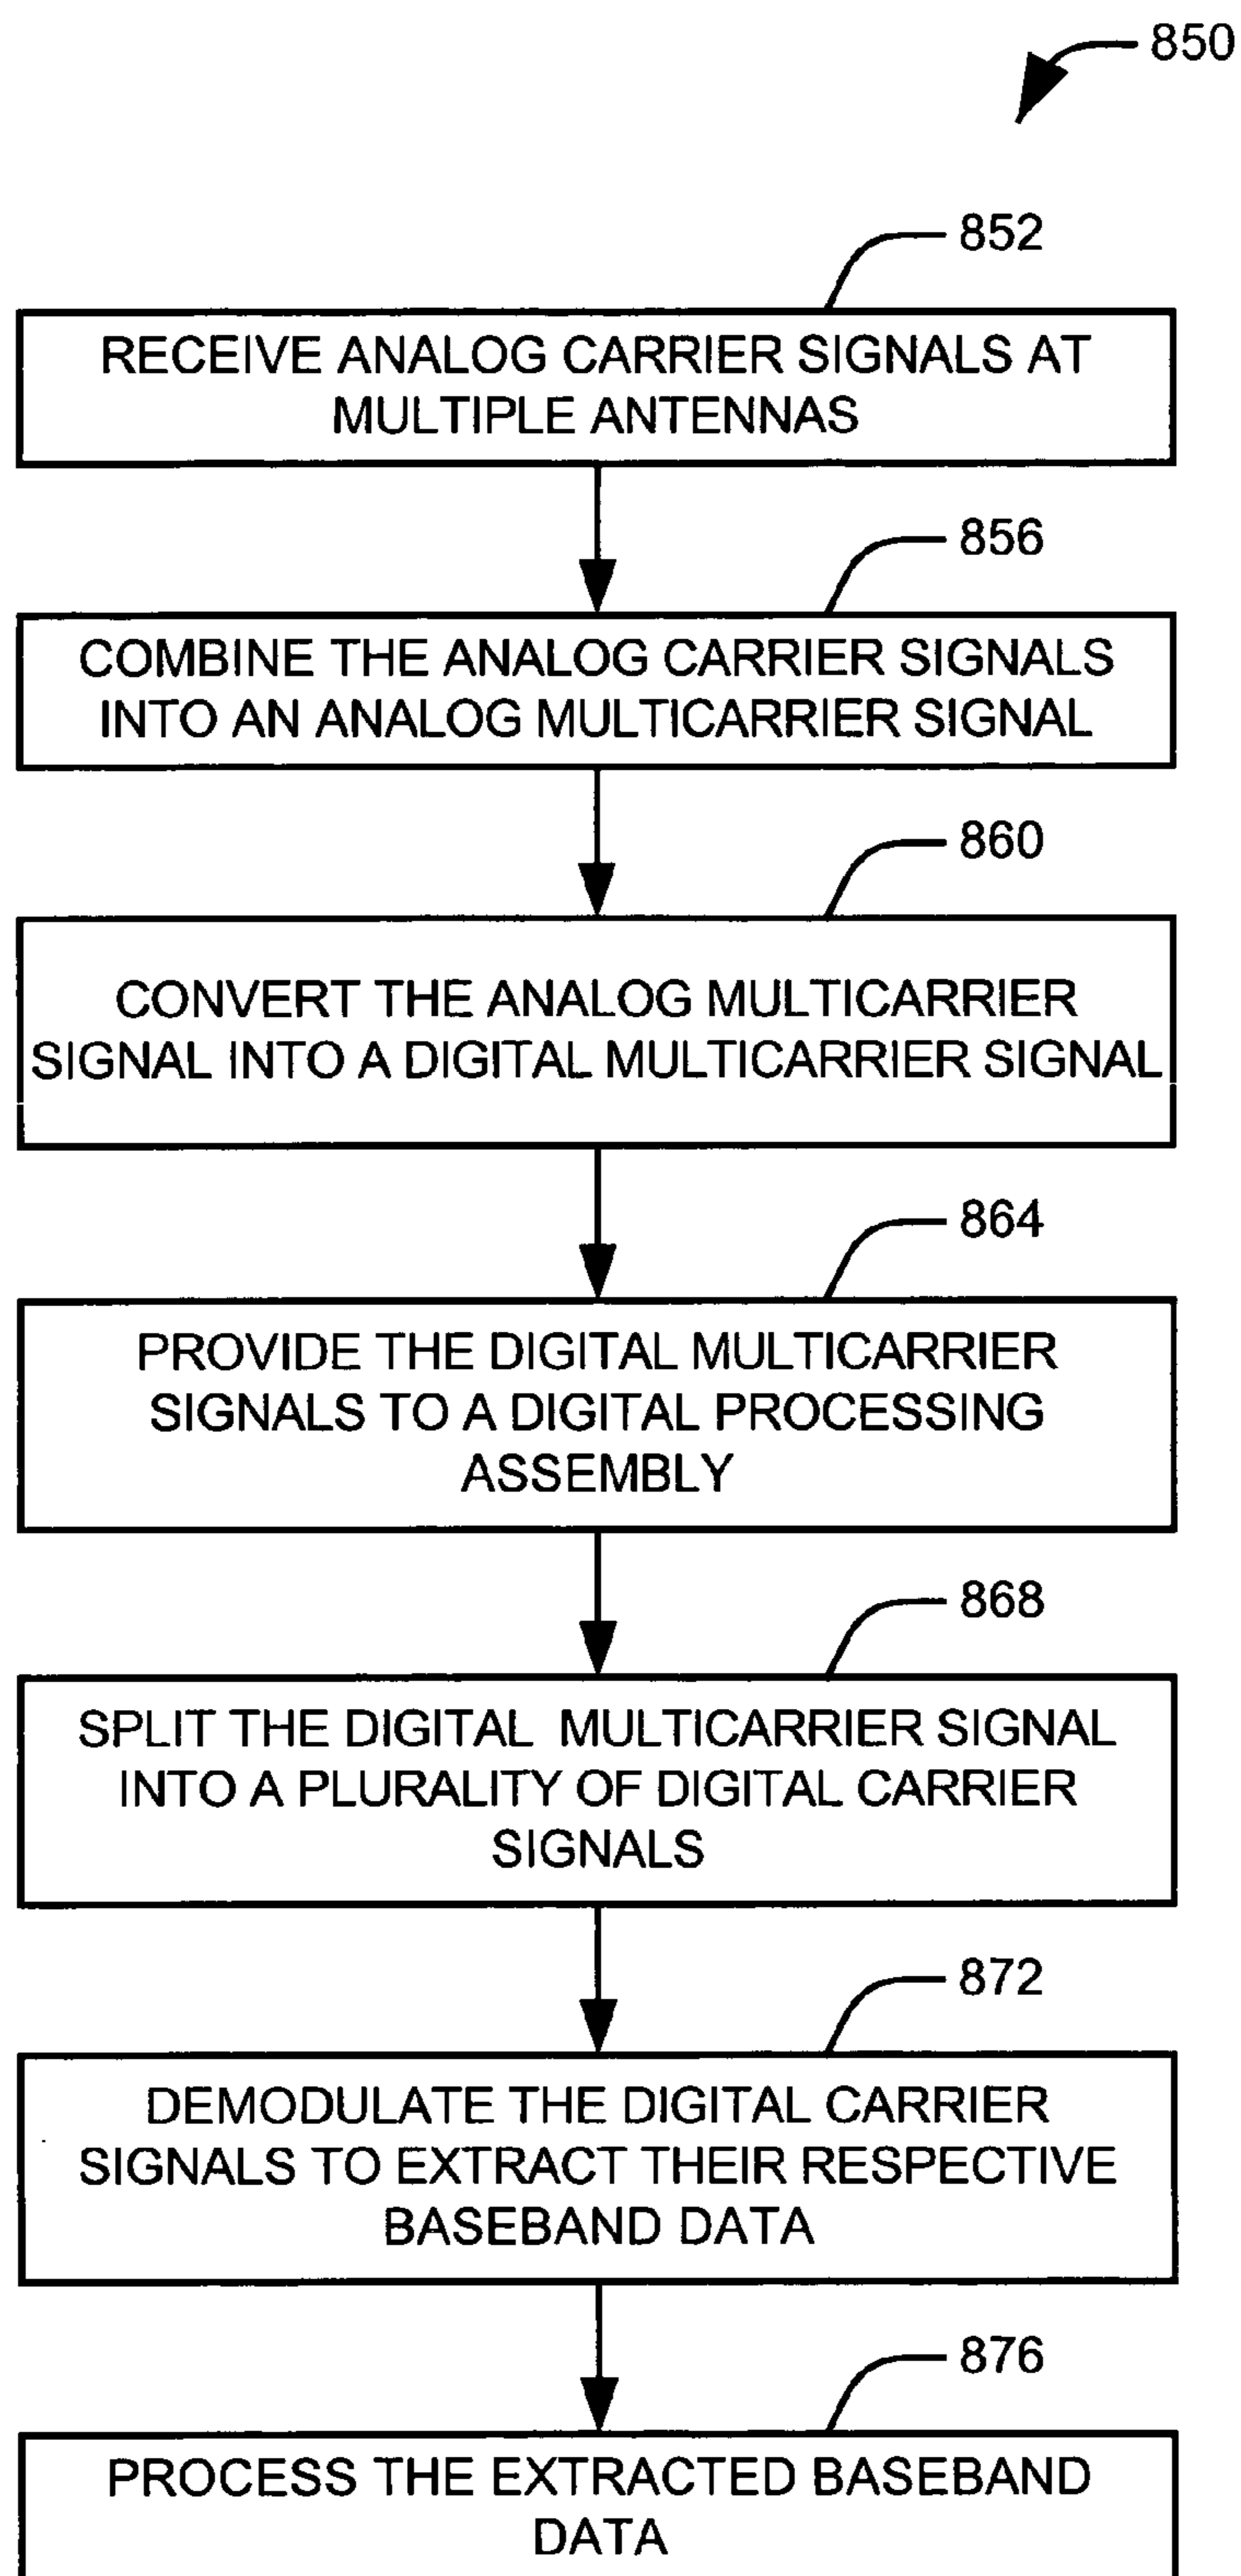 850
852
RECEIVE ANALOG CARRIER SIGNALS AT
MULTIPLE ANTENNAS
856
COMBINE THE ANALOG CARRIER SIGNALS
INTO AN ANALOG MULTICARRIER SIGNAL
860
CONVERT THE ANALOG MULTICARRIER
SIGNAL INTO A DIGITAL MULTICARRIER SIGNAL
864
PROVIDE THE DIGITAL MULTICARRIER
SIGNALS TO A DIGITAL PROCESSING
ASSEMBLY
868
SPLIT THE DIGITAL MULTICARRIER SIGNAL
INTO A PLURALITY OF DIGITAL CARRIER
SIGNALS
872
DEMODULATE THE DIGITAL CARRIER
SIGNALS TO EXTRACT THEIR RESPECTIVE
BASEBAND DATA
876
PROCESS THE EXTRACTED BASEBAND
DATA